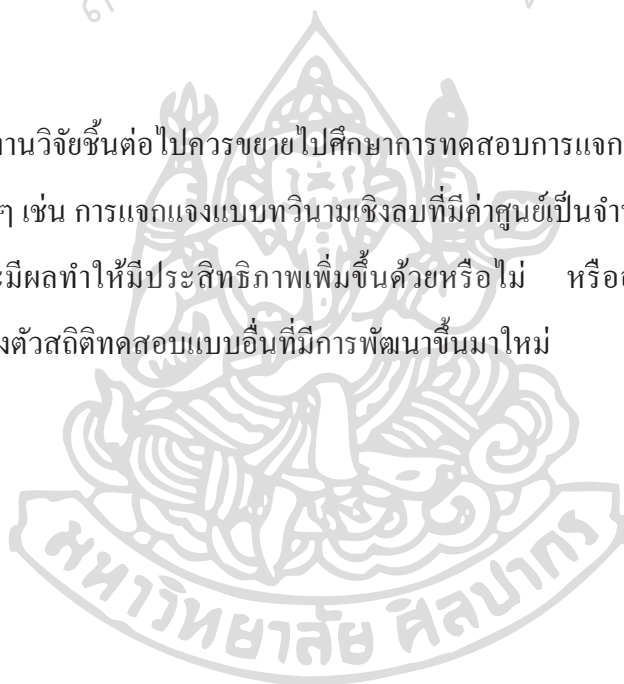 านวิจัยชิ้นต่อไปควรขยายไปศึกษาการทดสอบการแจก
ๆ เช่น การแจกแจงแบบทวินามเชิงลบที่มีค่าศูนย์เป็นจำ
มีผลทำให้มีประสิทธิภาพเพิ่มขึ้นด้วยหรือไม่ หรือ
งตัวสถิติทดสอบแบบอื่นที่มีการพัฒนาขึ้นมาใหม่
มหาวิทยาลัย ศิลปากร